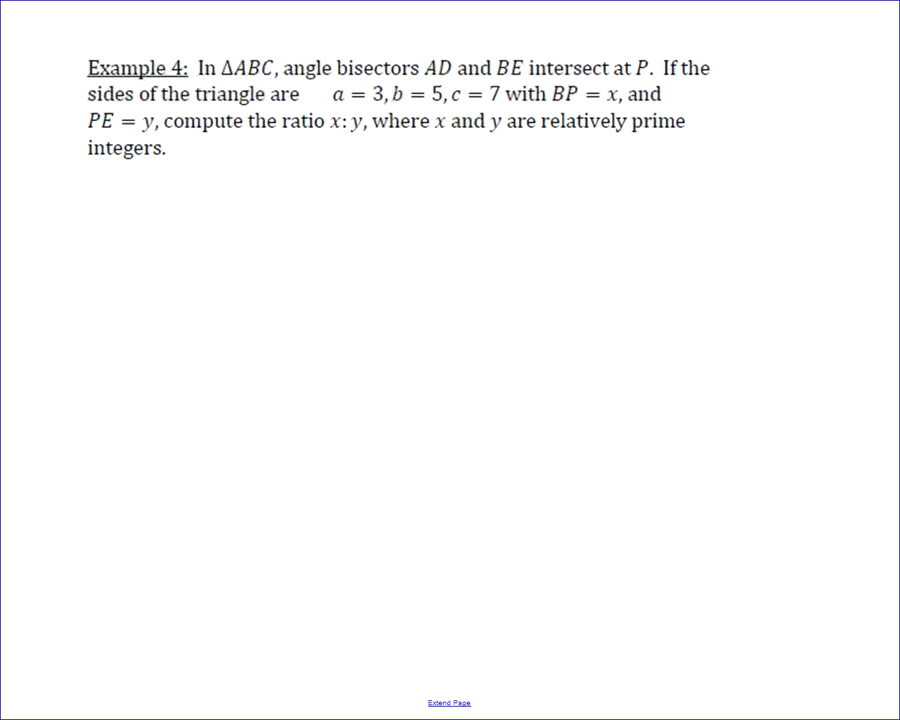 Example 4: In ΔABC, angle bisectors AD and BE intersect at P. If the
sides of the triangle are a = 3, b = 5, c = 7 with BP = x, and
PE = y, compute the ratio x: y, where x and y are relatively prime
integers.
Extend Page